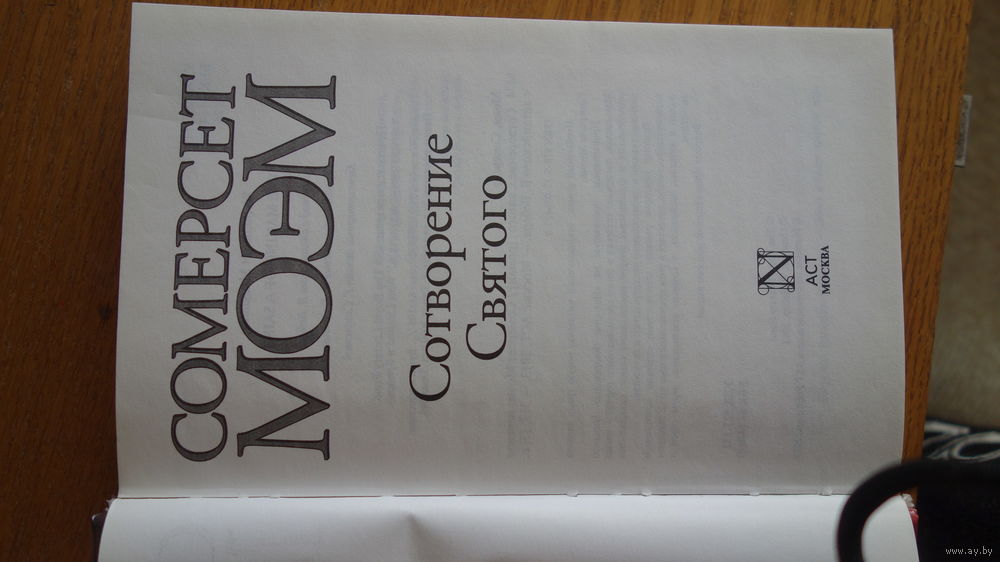 СОМЕРСЕТ
МОЭМ
Сотворение
Святого
АСТ
МОСКВА
www.ay.by